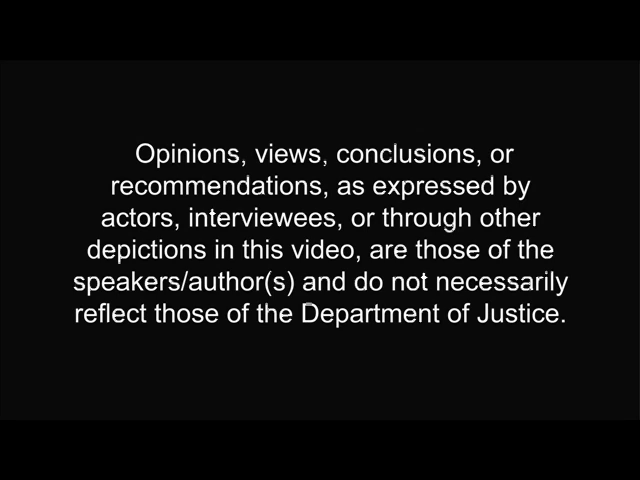 Opinions, views, conclusions, or
recommendations, as expressed by
actors, interviewees, or through other
depictions in this video, are those of the
speakers/author(s) and do not necessarily
reflect those of the Department of Justice.